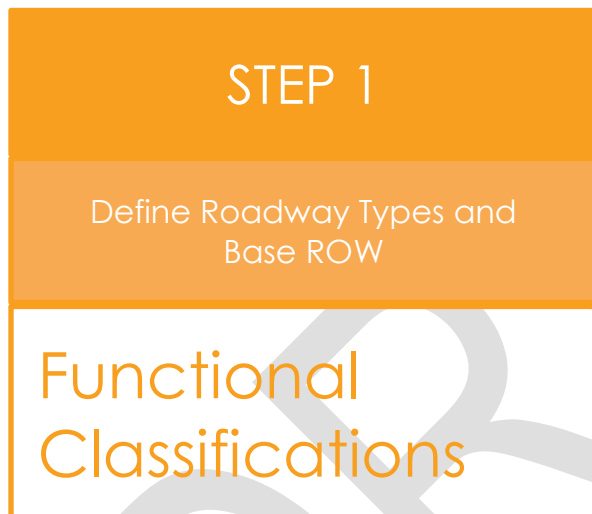 STEP 1
Define Roadway Types and
Base ROW
Functional
Classifications